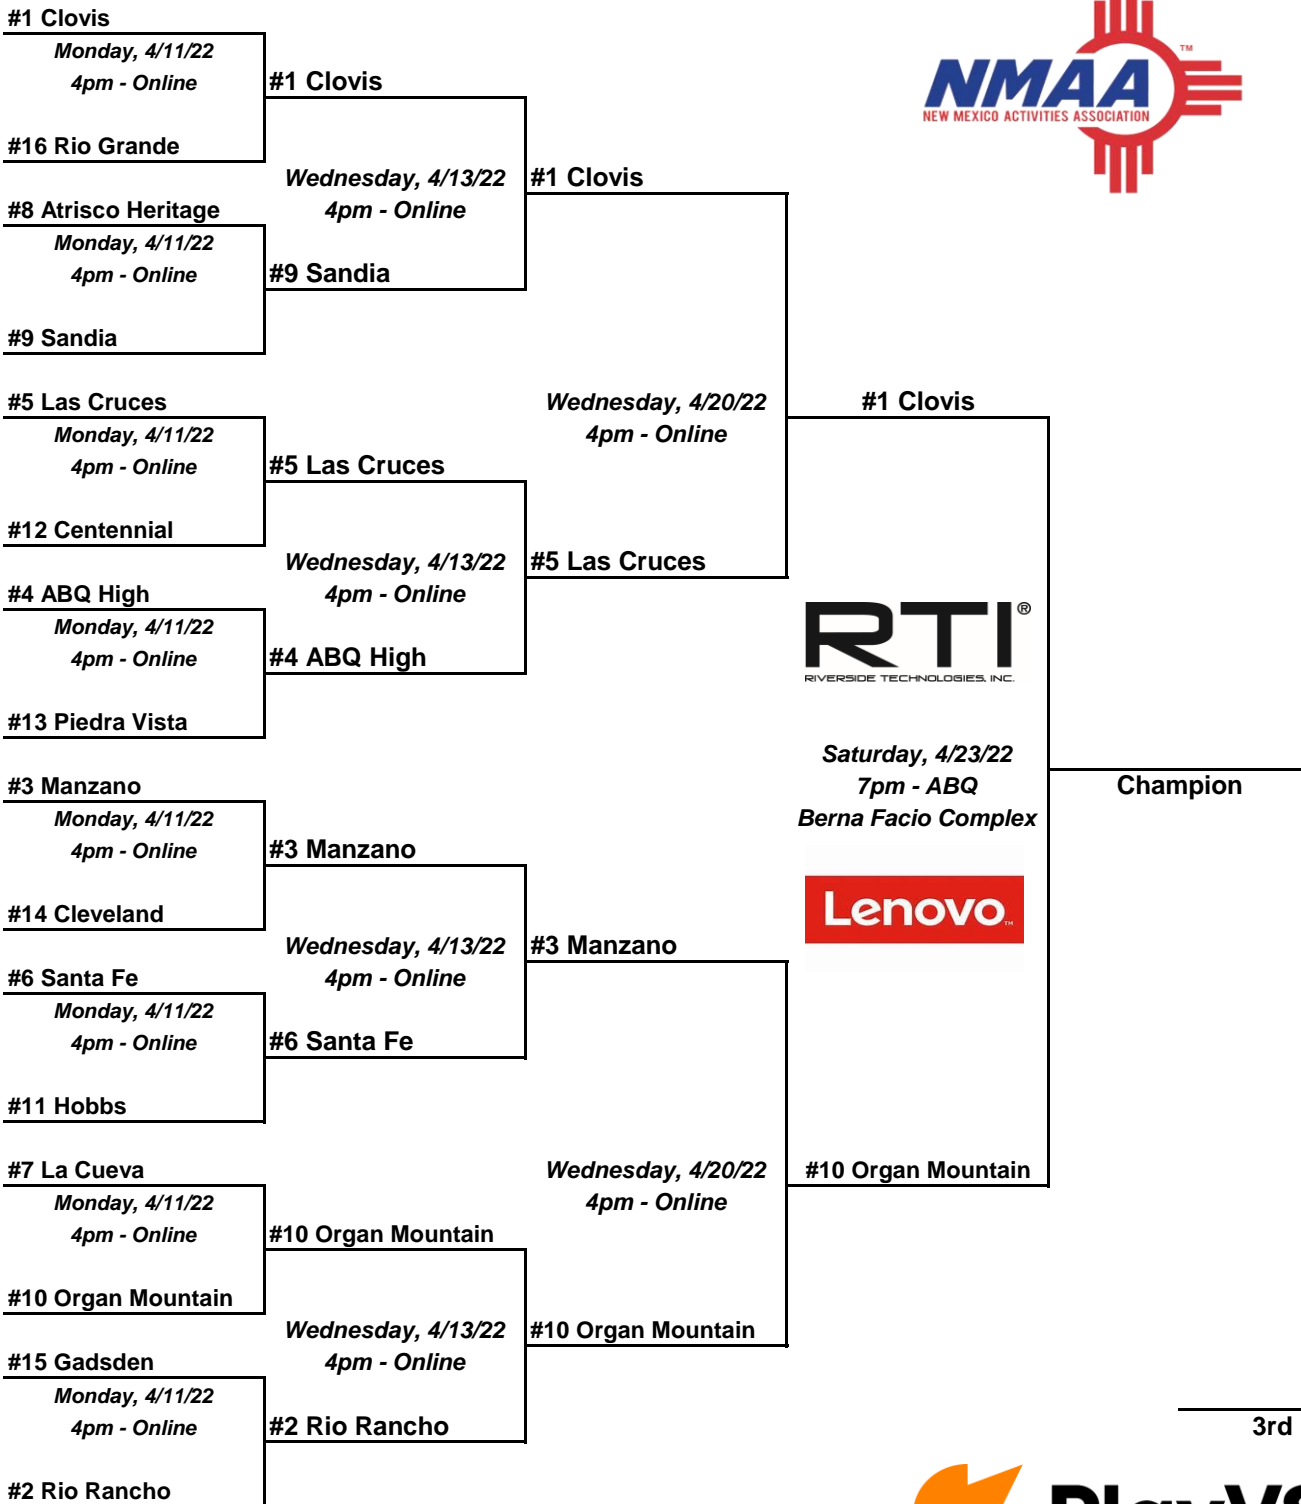 #1 Clovis
Monday, 4/11/22
4pm - Online
#16 Rio Grande
#8 Atrisco Heritage
Monday, 4/11/22
4pm - Online
#9 Sandia
#5 Las Cruces
Monday, 4/11/22
4pm - Online
#12 Centennial
#4 ABQ High
Monday, 4/11/22
4pm - Online
#13 Piedra Vista
#3 Manzano
Monday, 4/11/22
4pm - Online
#14 Cleveland
#6 Santa Fe
Monday, 4/11/22
4pm - Online
#11 Hobbs
#7 La Cueva
Monday, 4/11/22
4pm - Online
#10 Organ Mountain
#15 Gadsden
Monday, 4/11/22
4pm - Online
#2 Rio Rancho
#1 Clovis
Wednesday, 4/13/22
4pm - Online
#9 Sandia
#5 Las Cruces
Wednesday, 4/13/22
4pm - Online
#4 ABQ High
#3 Manzano
Wednesday, 4/13/22
4pm - Online
#6 Santa Fe
#10 Organ Mountain
Wednesday, 4/13/22
4pm - Online
#2 Rio Rancho
#1 Clovis
Wednesday, 4/20/22
4pm - Online
#5 Las Cruces
#3 Manzano
Wednesday, 4/20/22
4pm - Online
#10 Organ Mountain
NMAA™
NEW MEXICO ACTIVITIES ASSOCIATION
#1 Clovis
RTI®
RIVERSIDE TECHNOLOGIES, INC.
Saturday, 4/23/22
7pm - ABQ
Berna Facio Complex
Lenovo™
#10 Organ Mountain
Champion
3rd
PlayVS